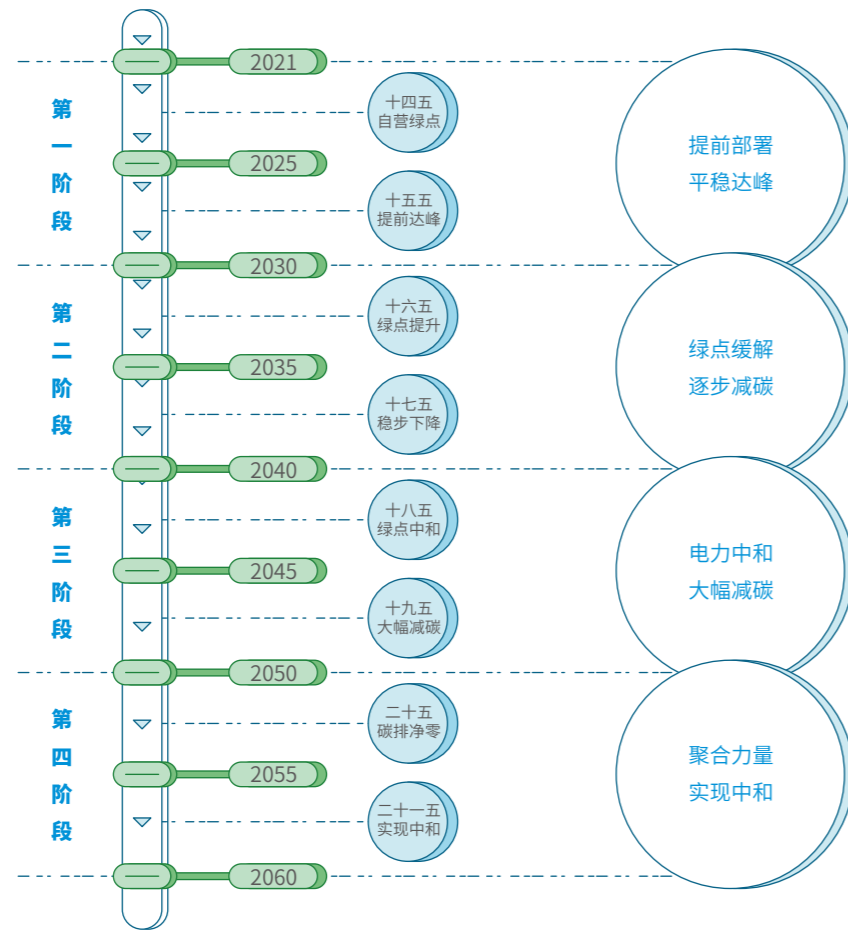 2021
第一阶段
十四五
自营绿点
提前部署
平稳达峰
2025
十五五
提前达峰
2030
第二阶段
十六五
绿点提升
绿点缓解
逐步减碳
2035
十七五
稳步下降
2040
第三阶段
十八五
绿点中和
电力中和
大幅减碳
2045
十九五
大幅减碳
2050
第四阶段
二十五
碳排净零
聚合力量
实现中和
2055
二十一五
实现中和
2060